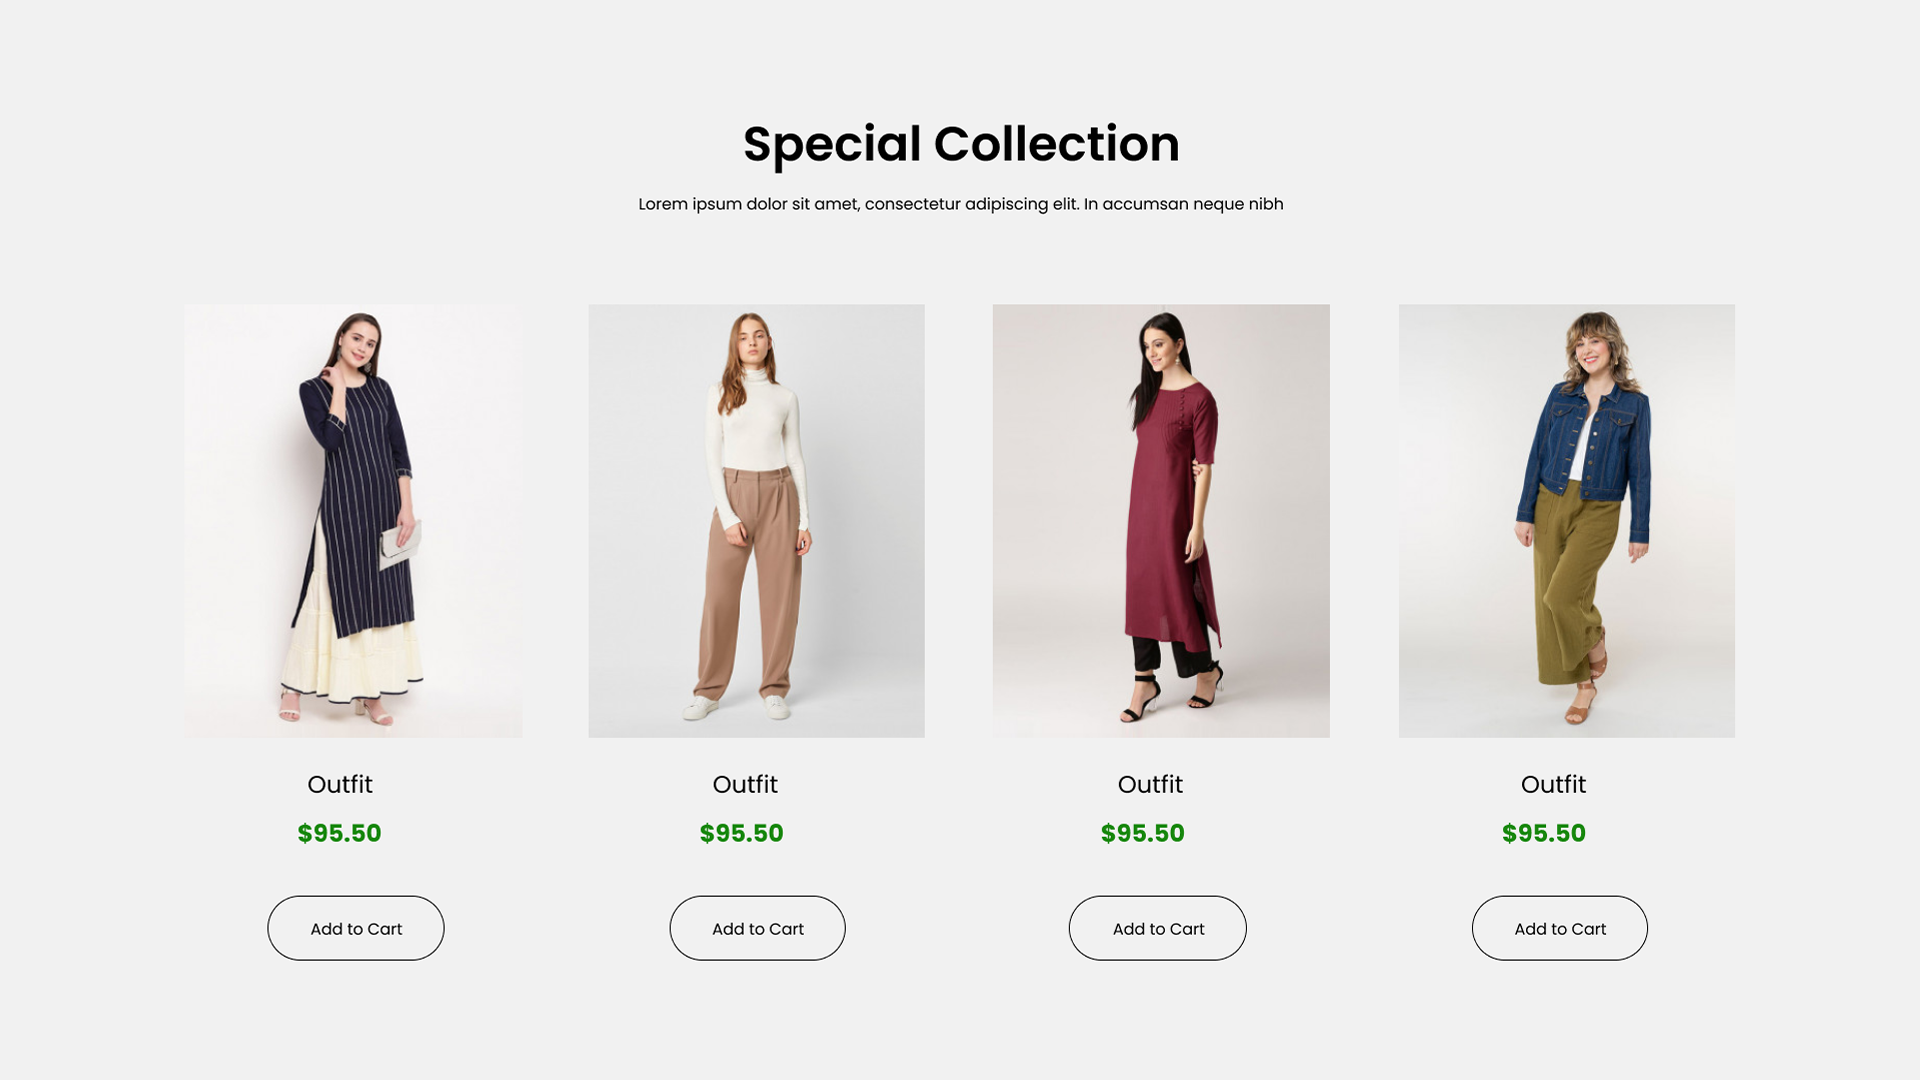 Special Collection
Lorem ipsum dolor sit amet, consectetur adipiscing elit. In accumsan neque nibh
Outfit
$95.50
Add to Cart
Outfit
$95.50
Add to Cart
Outfit
$95.50
Add to Cart
Outfit
$95.50
Add to Cart